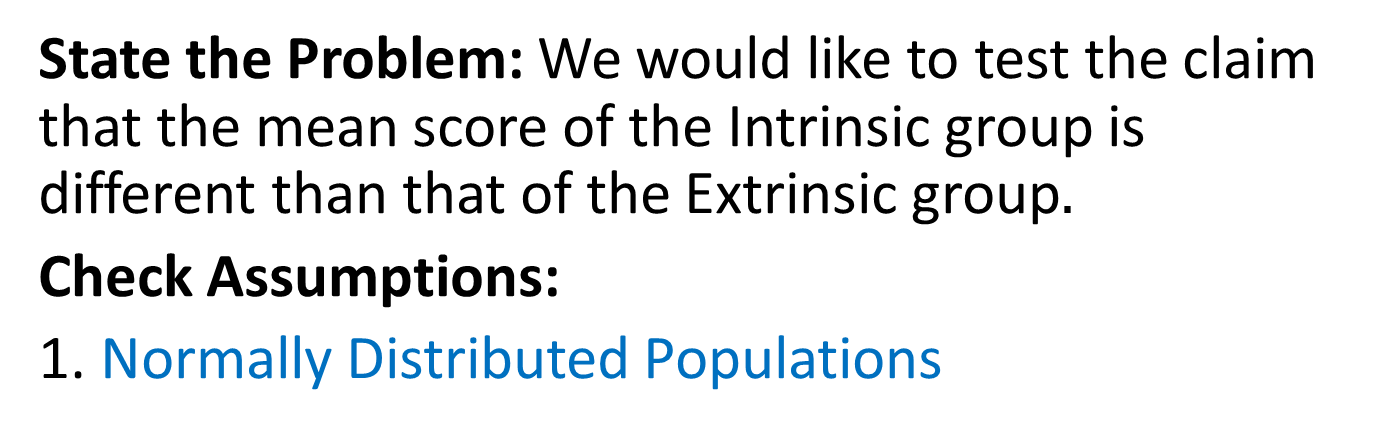 State the Problem: We would like to test the claim
that the mean score of the Intrinsic group is
different than that of the Extrinsic group.
Check Assumptions:
1. Normally Distributed Populations